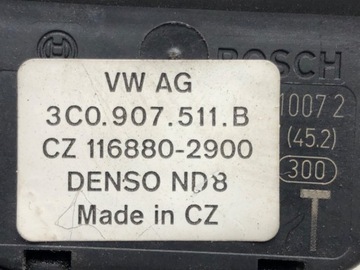 BOSCH
VW AG
3C0.907.511.B
CZ 116880-2900
DENSO ND8
Made in CZ
1007 2
(45.2)
300
T